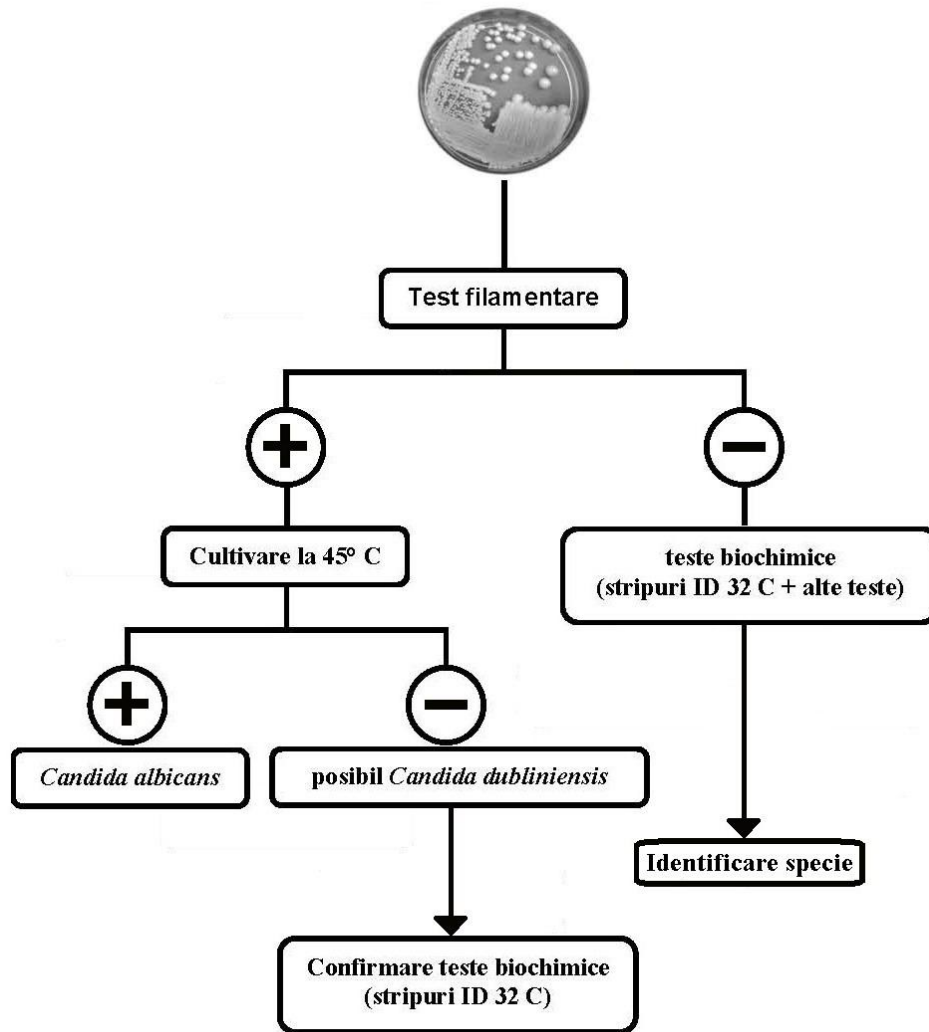 Test filamentare
+
−
Cultivare la 45° C
teste biochimice
(stripuri ID 32 C + alte teste)
+
−
Candida albicans
posibil Candida dubliniensis
Identificare specie
Confirmare teste biochimice
(stripuri ID 32 C)